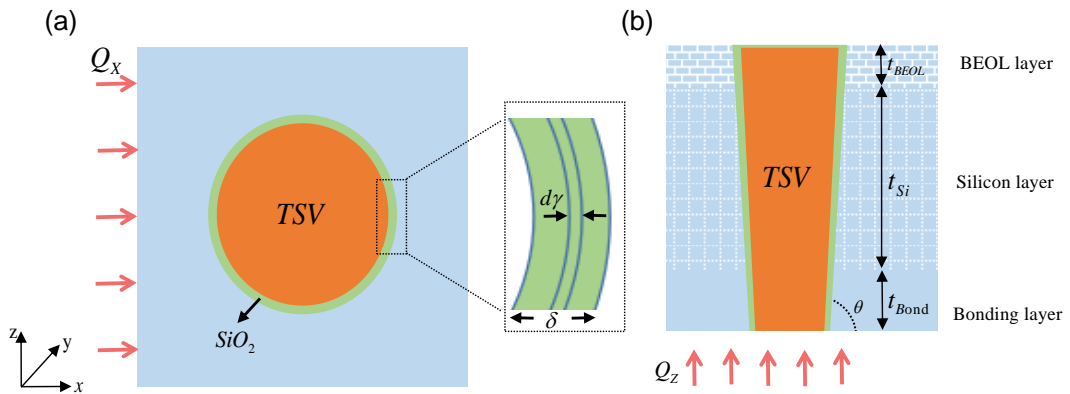 (a)
Q_X
TSV
SiO_2
z
y
x
dγ
δ
(b)
t_BEOL
BEOL layer
TSV
t_Si
Silicon layer
t_Bond
θ
Bonding layer
Q_Z